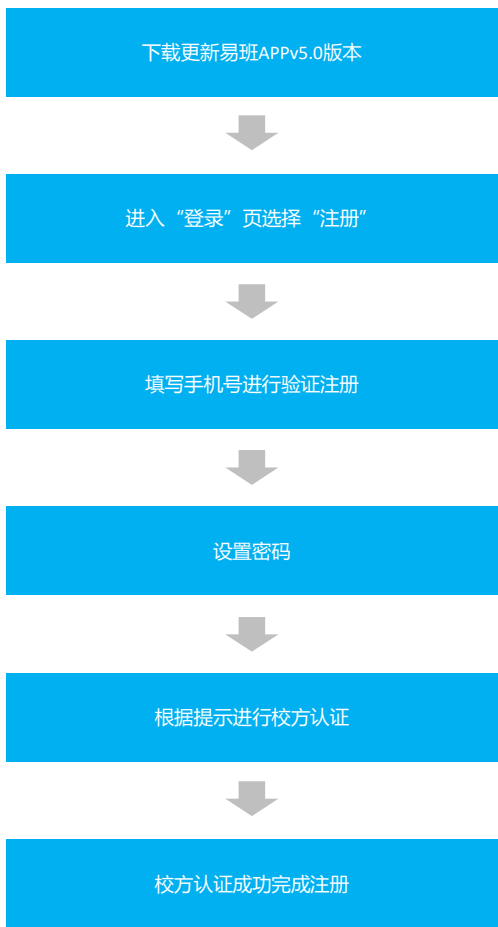 下载更新易班APPv5.0版本
进入“登录”页选择“注册”
填写手机号进行验证注册
设置密码
根据提示进行校方认证
校方认证成功完成注册